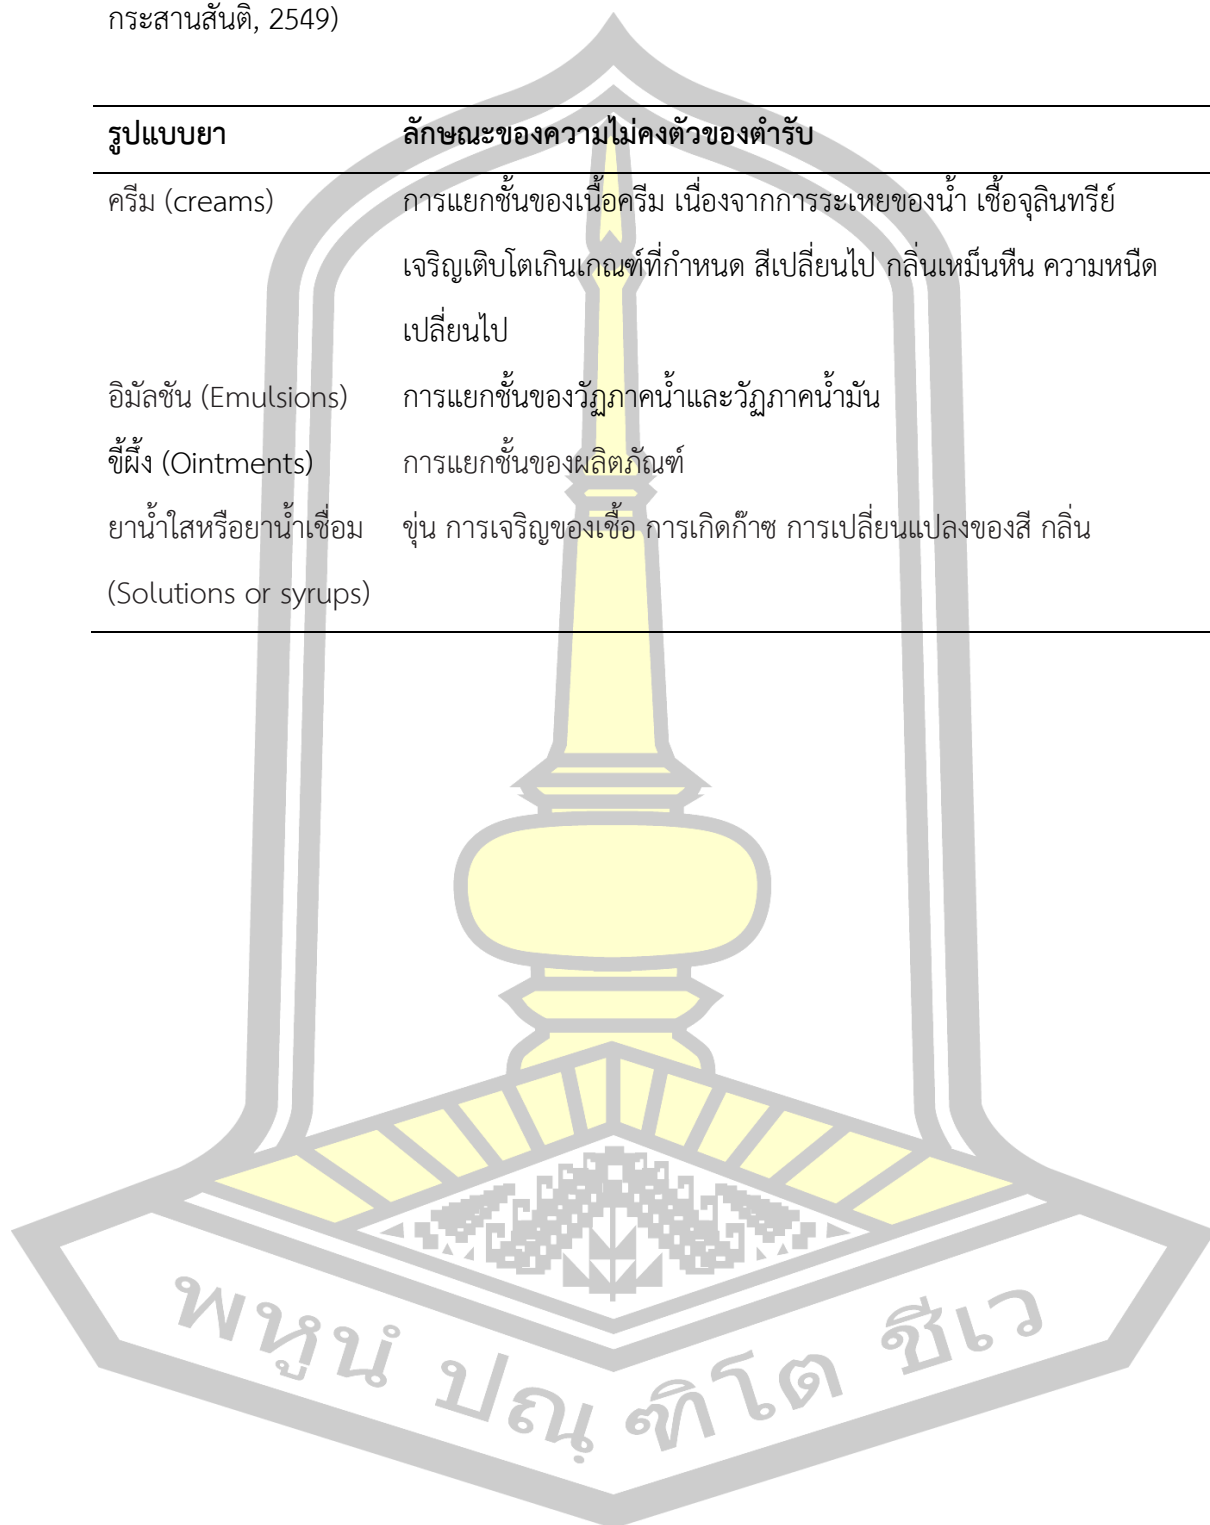 กระสานสันติ, 2549)
รูปแบบยา ลักษณะของความไม่คงตัวของตำรับ
ครีม (creams) การแยกชั้นของเนื้อครีม เนื่องจากการระเหยของน้ำ เชื้อจุลินทรีย์
เจริญเติบโตเกินเกณฑ์ที่กำหนด สีเปลี่ยนไป กลิ่นเหม็นหืน ความหนืด
เปลี่ยนไป
อิมัลชัน (Emulsions) การแยกชั้นของวัฏภาคน้ำและวัฏภาคน้ำมัน
ขี้ผึ้ง (Ointments) การแยกชั้นของผลิตภัณฑ์
ยาน้ำใสหรือยาน้ำเชื่อม ขุ่น การเจริญของเชื้อ การเกิดก๊าซ การเปลี่ยนแปลงของสี กลิ่น
(Solutions or syrups)
พหูนํ ปณฺฑิโต ชีเว